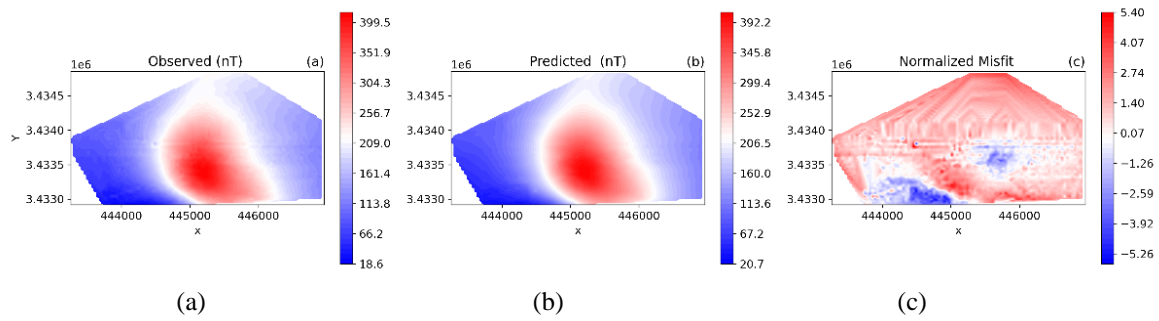 Observed (nT) (a)
1e6
3.4345
3.4340
3.4335
3.4330
Y
444000 445000 446000
x
399.5
351.9
304.3
256.7
209.0
161.4
113.8
66.2
18.6
(a)
Predicted (nT) (b)
1e6
3.4345
3.4340
3.4335
3.4330
444000 445000 446000
x
392.2
345.8
299.4
252.9
206.5
160.0
113.6
67.2
20.7
(b)
Normalized Misfit (c)
1e6
3.4345
3.4340
3.4335
3.4330
444000 445000 446000
x
5.40
4.07
2.74
1.40
0.07
−1.26
−2.59
−3.92
−5.26
(c)